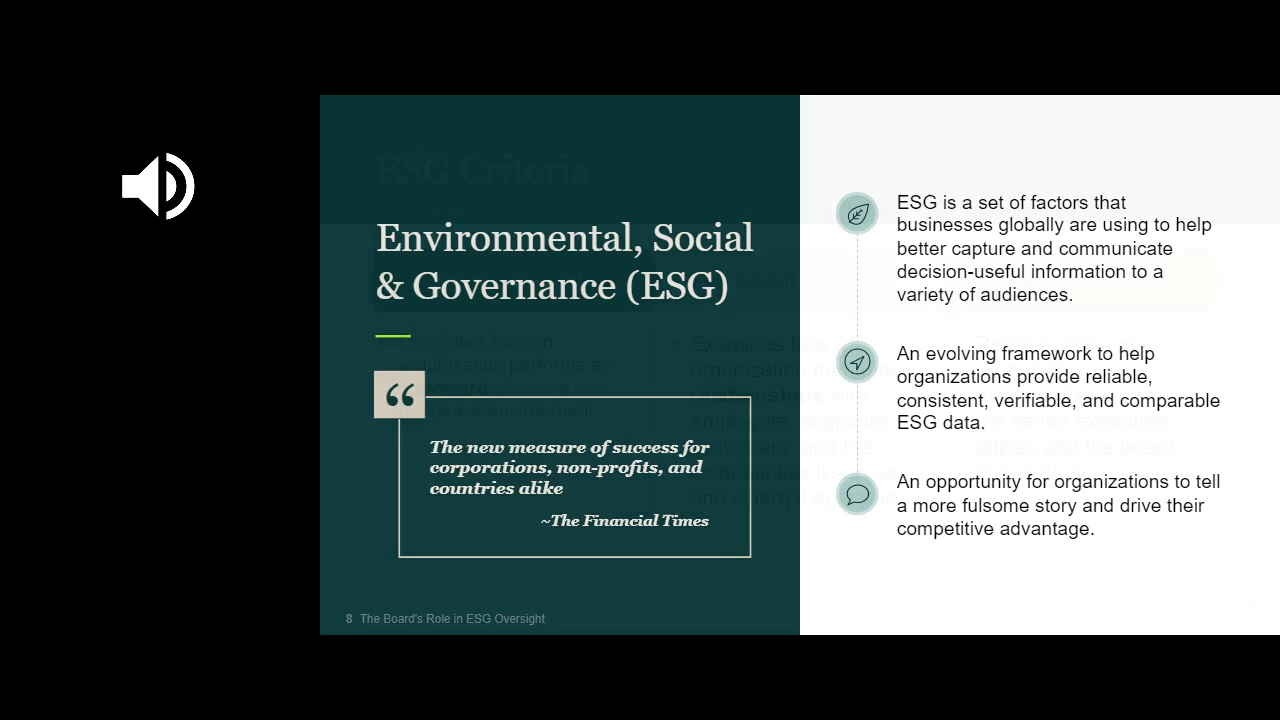 ESG Criteria
Environmental, Social
& Governance (ESG)
“
The new measure of success for
corporations, non-profits, and
countries alike
~The Financial Times
8 The Board's Role in ESG Oversight
ESG is a set of factors that
businesses globally are using to help
better capture and communicate
decision-useful information to a
variety of audiences.
An evolving framework to help
organizations provide reliable,
consistent, verifiable, and comparable
ESG data.
An opportunity for organizations to tell
a more fulsome story and drive their
competitive advantage.